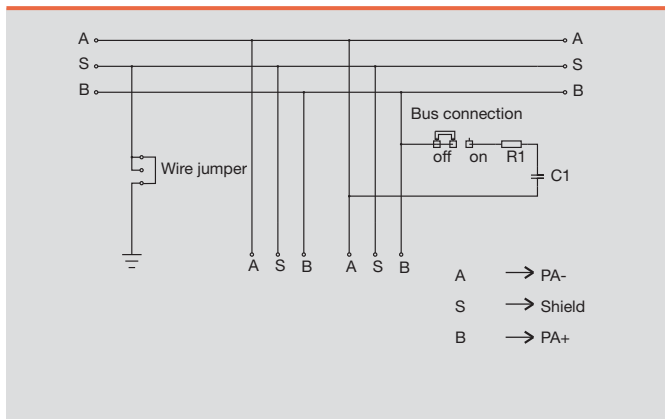 A A
S S
B B
Bus connection
off on R1
Wire jumper
C1
A S B A S B
A → PA-
S → Shield
B → PA+